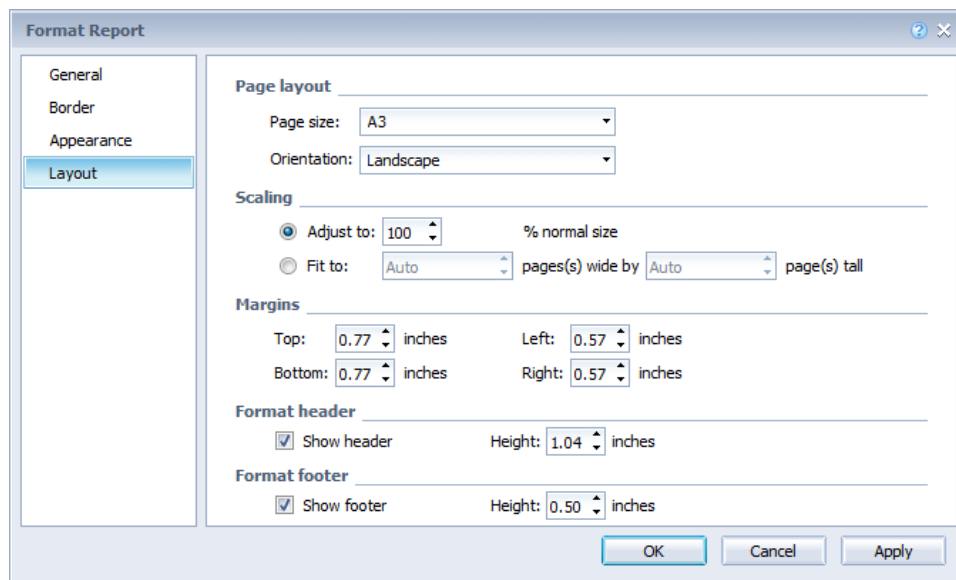 Format Report
General
Border
Appearance
Layout
Page layout
Page size: A3
Orientation: Landscape
Scaling
Adjust to: 100 % normal size
Fit to: Auto pages(s) wide by Auto page(s) tall
Margins
Top: 0.77 inches Left: 0.57 inches
Bottom: 0.77 inches Right: 0.57 inches
Format header
Show header Height: 1.04 inches
Format footer
Show footer Height: 0.50 inches
OK Cancel Apply